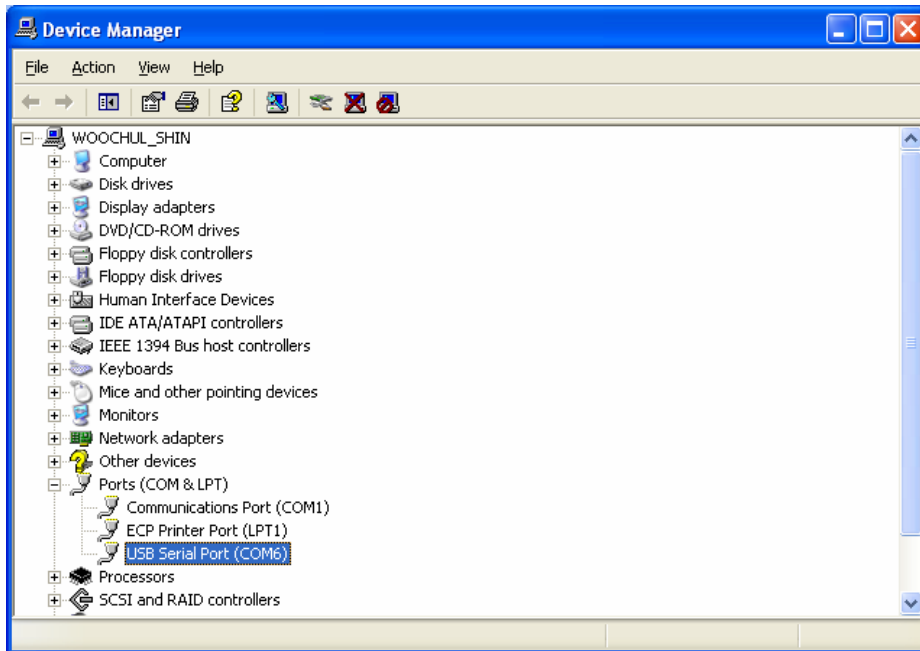 Device Manager
File Action View Help
WOOCHUL_SHIN
Computer
Disk drives
Display adapters
DVD/CD-ROM drives
Floppy disk controllers
Floppy disk drives
Human Interface Devices
IDE ATA/ATAPI controllers
IEEE 1394 Bus host controllers
Keyboards
Mice and other pointing devices
Monitors
Network adapters
Other devices
Ports (COM & LPT)
Communications Port (COM1)
ECP Printer Port (LPT1)
USB Serial Port (COM6)
Processors
SCSI and RAID controllers